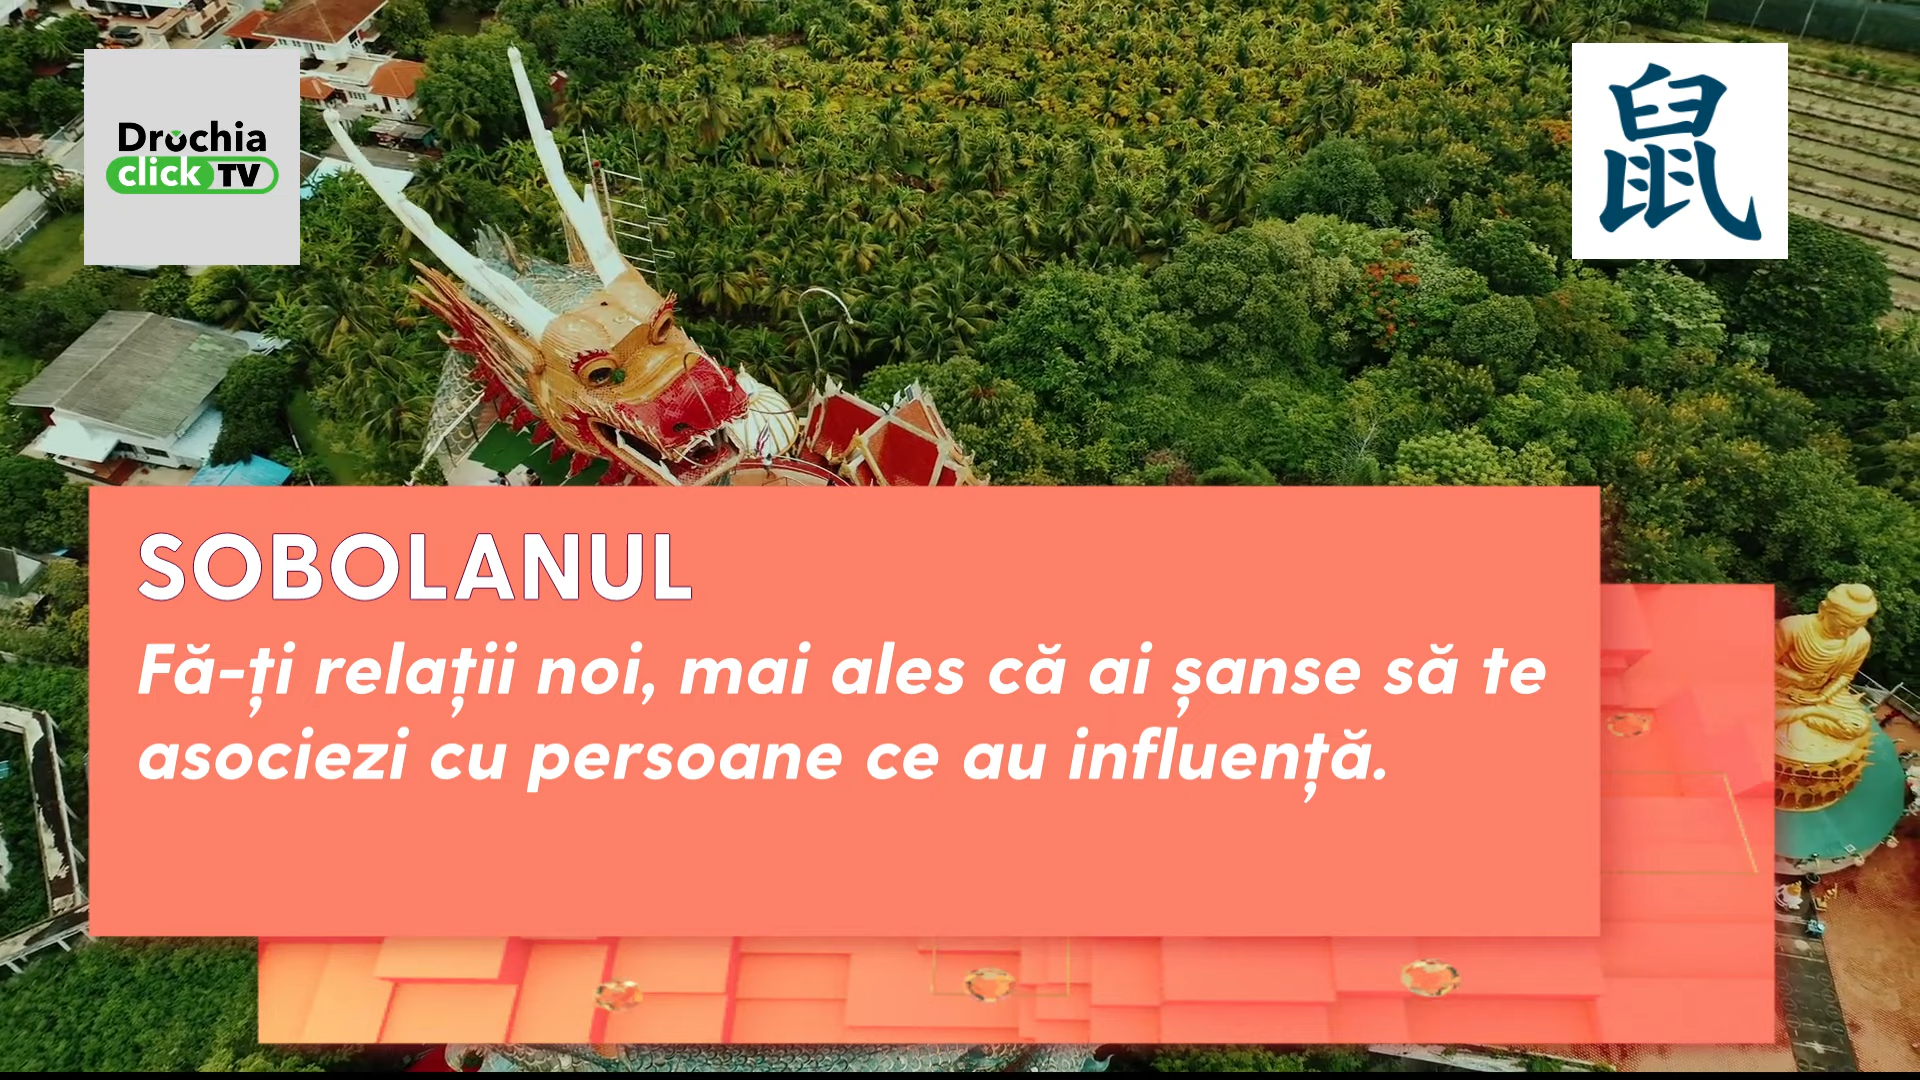 Drochia
click TV
鼠
SOBOLANUL
Fă-ți relații noi, mai ales că ai șanse să te
asociezi cu persoane ce au influență.